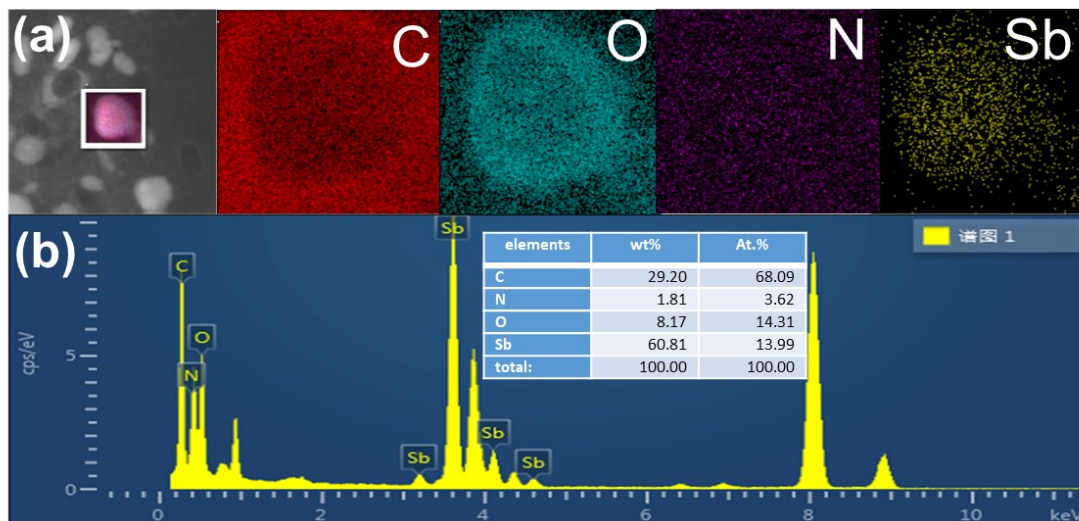 (a)
C
O
N
Sb
(b)
谱图 1
elements wt% At.%
C 29.20 68.09
N 1.81 3.62
O 8.17 14.31
Sb 60.81 13.99
total: 100.00 100.00
Sb
C
O
N
Sb
Sb
Sb
cps/eV
5
0
0 2 4 6 8 10 keV